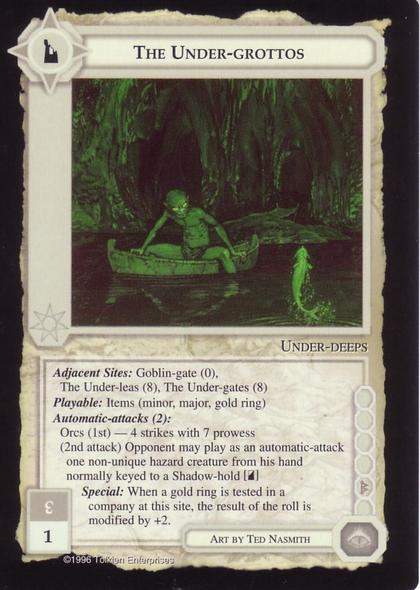 The Under-grottos
Under-deeps
Adjacent Sites: Goblin-gate (0),
The Under-leas (8), The Under-gates (8)
Playable: Items (minor, major, gold ring)
Automatic-attacks (2):
Orcs (1st) — 4 strikes with 7 prowess
(2nd attack) Opponent may play as an automatic-attack
one non-unique hazard creature from his hand
normally keyed to a Shadow-hold [ ]
Special: When a gold ring is tested in a
company at this site, the result of the roll is
modified by +2.
1
Art by Ted Nasmith
©1996 Tolkien Enterprises